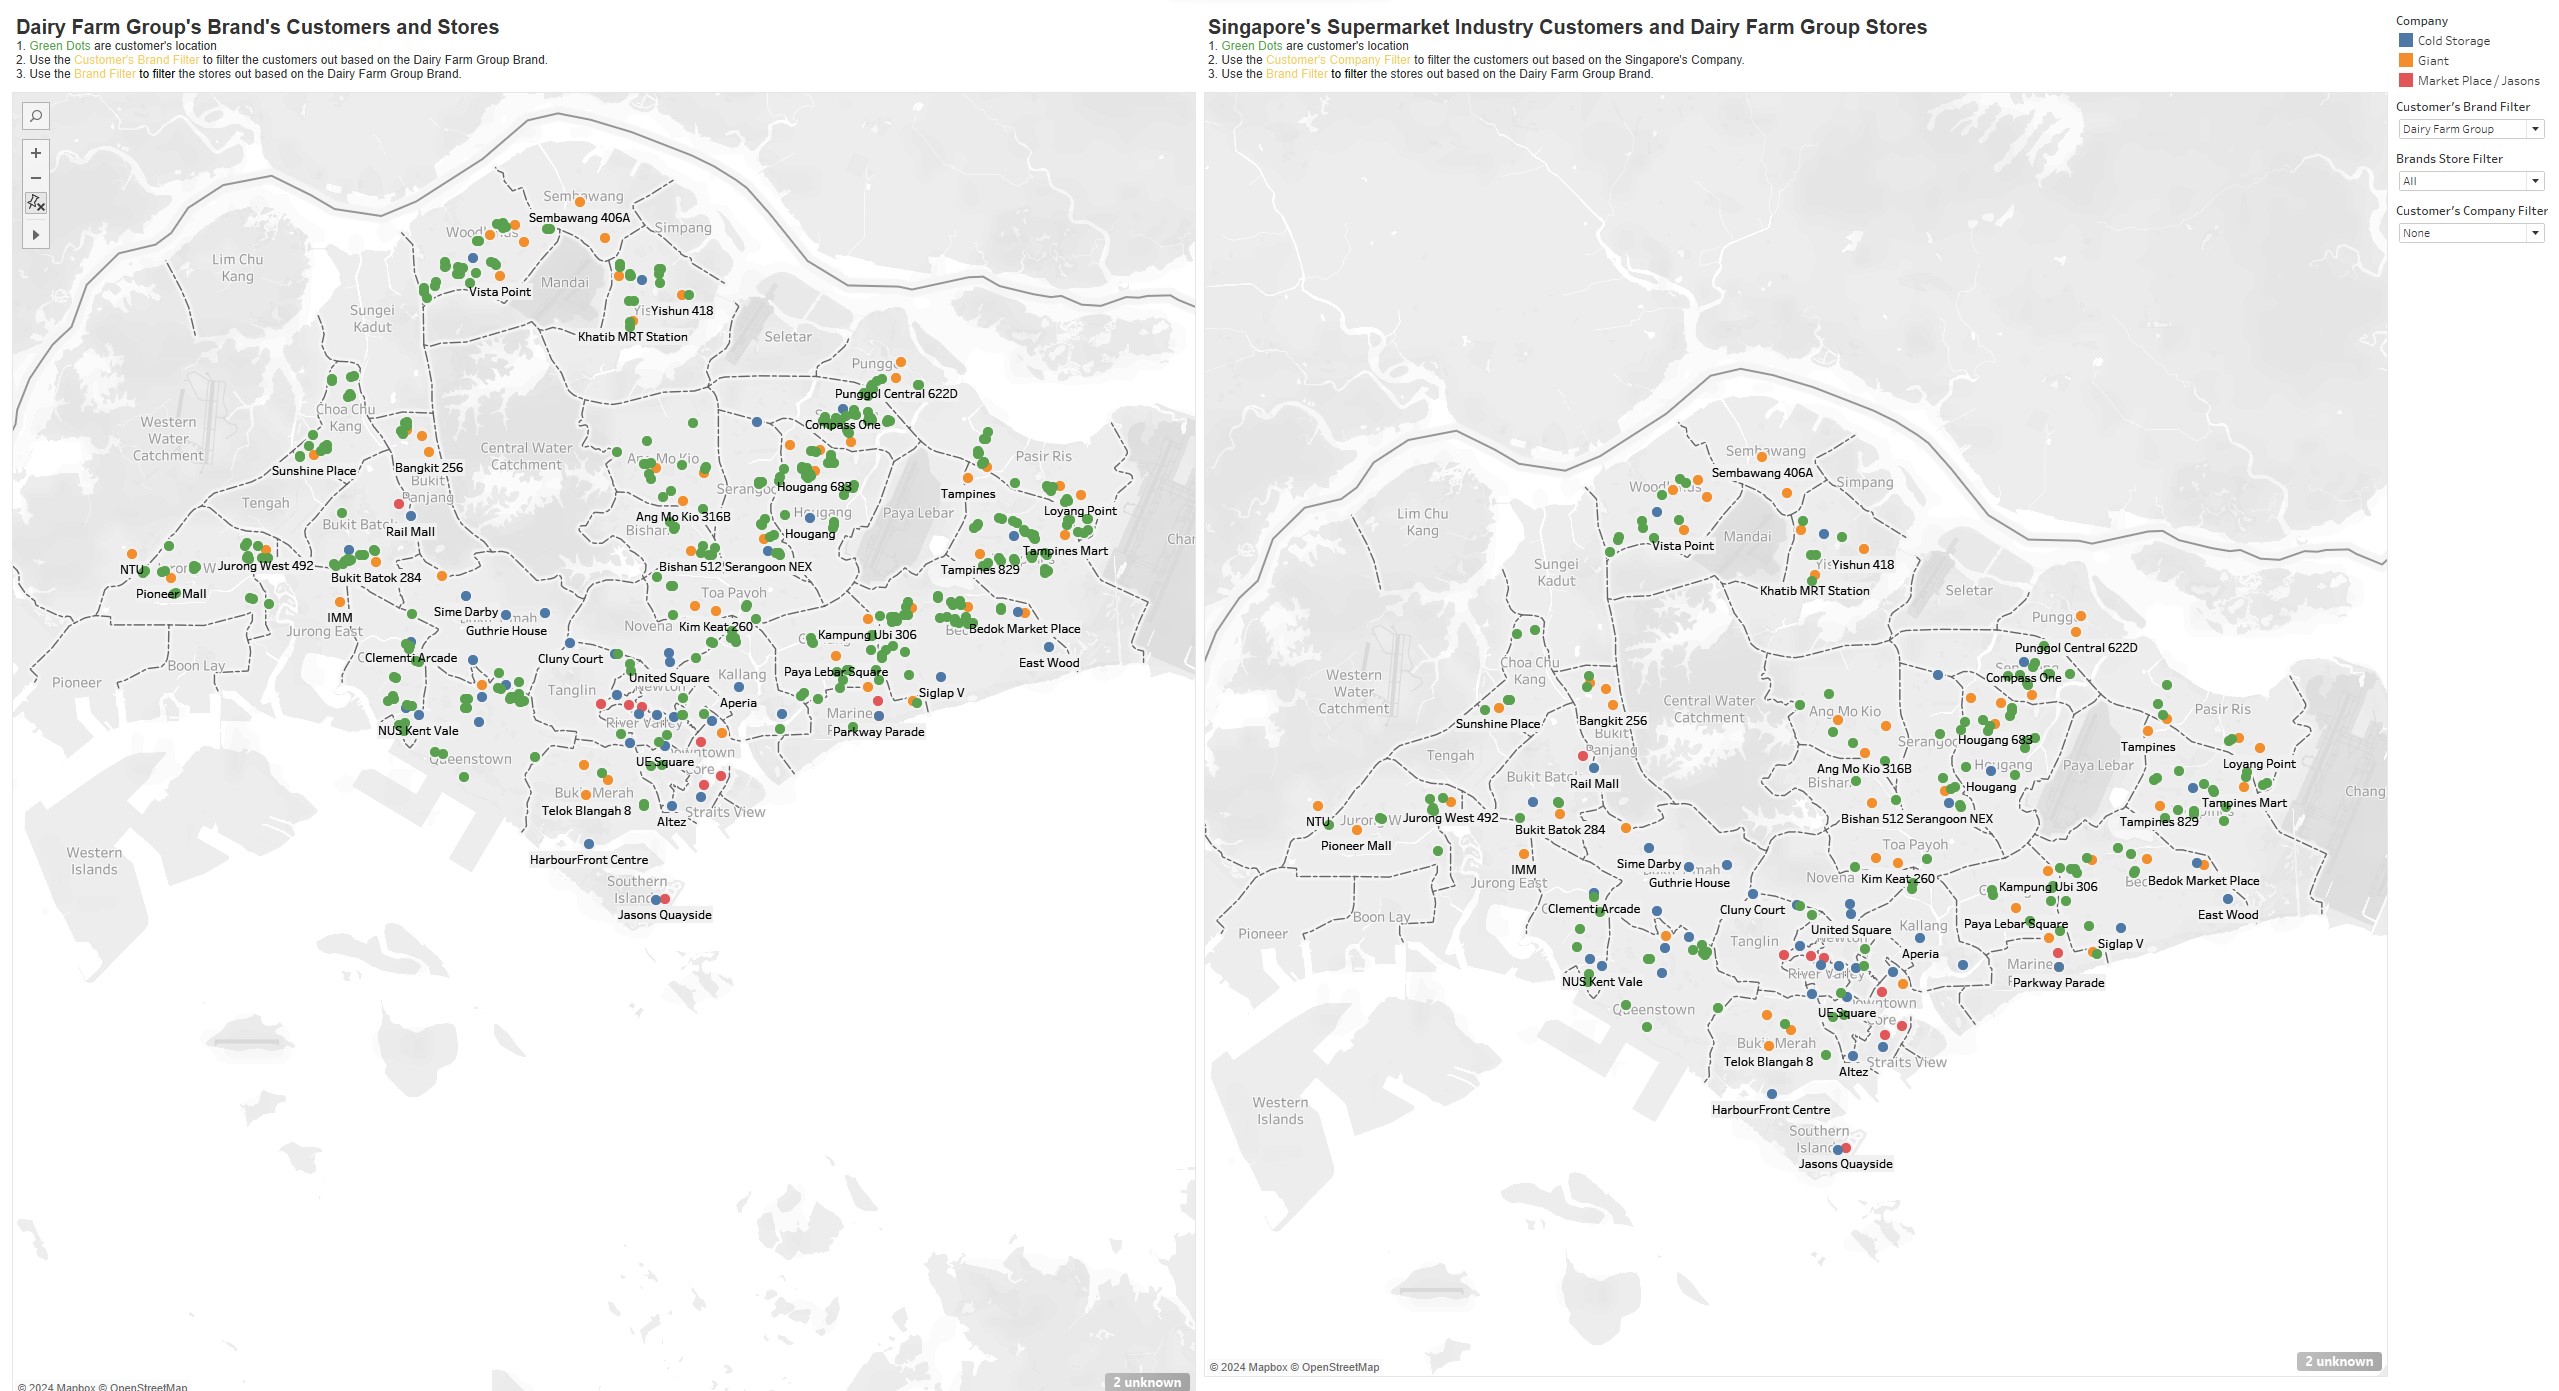 Dairy Farm Group's Brand's Customers and Stores
1. Green Dots are customer's location
2. Use the Customer's Brand Filter to filter the customers out based on the Dairy Farm Group Brand.
3. Use the Brand Filter to filter the stores out based on the Dairy Farm Group Brand.
Sembawang
Sembawang 406A
Simpang
Lim Chu
Kang
Mandai
Vista Point
Sungei
Kadut
Yishun 418
Khatib MRT Station
Seletar
Punggol Central 622D
Choa Chu
Kang
Compass One
Western
Water
Catchment
Central Water
Catchment
Sunshine Place
Bangkit 256
Bukit
Panjang
Pasir Ris
Tampines
Hougang 683
Tengah
Loyang Point
Ang Mo Kio 316B
Hougang
Paya Lebar
Rail Mall
Hougang
Tampines Mart
NTU
Jurong West 492
Bishan 512
Serangoon NEX
Tampines 829
Bukit Batok 284
Pioneer Mall
Toa Payoh
IMM
Sime Darby
Guthrie House
Jurong East
Novena
Kim Keat 260
Kampung Ubi 306
Bedok Market Place
Clementi Arcade
Cluny Court
East Wood
Boon Lay
United Square
Kallang
Paya Lebar Square
Pioneer
Tanglin
Aperia
Siglap V
River Valley
Marine
NUS Kent Vale
Parkway Parade
Queenstown
UE Square
Downtown
Core
Bukit Merah
Telok Blangah 8
Altez
Straits View
Western
Islands
HarbourFront Centre
Southern
Islands
Jasons Quayside
© 2024 Mapbox © OpenStreetMap
2 unknown
Singapore's Supermarket Industry Customers and Dairy Farm Group Stores
1. Green Dots are customer's location
2. Use the Customer's Company Filter to filter the customers out based on the Singapore's Company.
3. Use the Brand Filter to filter the stores out based on the Dairy Farm Group Brand.
Sembawang
Sembawang 406A
Simpang
Lim Chu
Kang
Mandai
Vista Point
Sungei
Kadut
Yishun 418
Khatib MRT Station
Seletar
Punggol Central 622D
Choa Chu
Kang
Compass One
Western
Water
Catchment
Central Water
Catchment
Ang Mo Kio
Sunshine Place
Bangkit 256
Bukit
Panjang
Pasir Ris
Tampines
Hougang 683
Tengah
Loyang Point
Ang Mo Kio 316B
Hougang
Paya Lebar
Rail Mall
Hougang
Tampines Mart
NTU
Jurong West 492
Bishan 512
Serangoon NEX
Tampines 829
Bukit Batok 284
Pioneer Mall
Toa Payoh
IMM
Sime Darby
Guthrie House
Jurong East
Novena
Kim Keat 260
Kampung Ubi 306
Bedok Market Place
Clementi Arcade
Cluny Court
East Wood
Boon Lay
United Square
Kallang
Paya Lebar Square
Pioneer
Tanglin
Aperia
Siglap V
River Valley
Marine
NUS Kent Vale
Parkway Parade
Queenstown
UE Square
Downtown
Core
Bukit Merah
Telok Blangah 8
Altez
Straits View
Western
Islands
HarbourFront Centre
Southern
Islands
Jasons Quayside
© 2024 Mapbox © OpenStreetMap
2 unknown
Company
Cold Storage
Giant
Market Place / Jasons
Customer's Brand Filter
Dairy Farm Group
Brands Store Filter
All
Customer's Company Filter
None